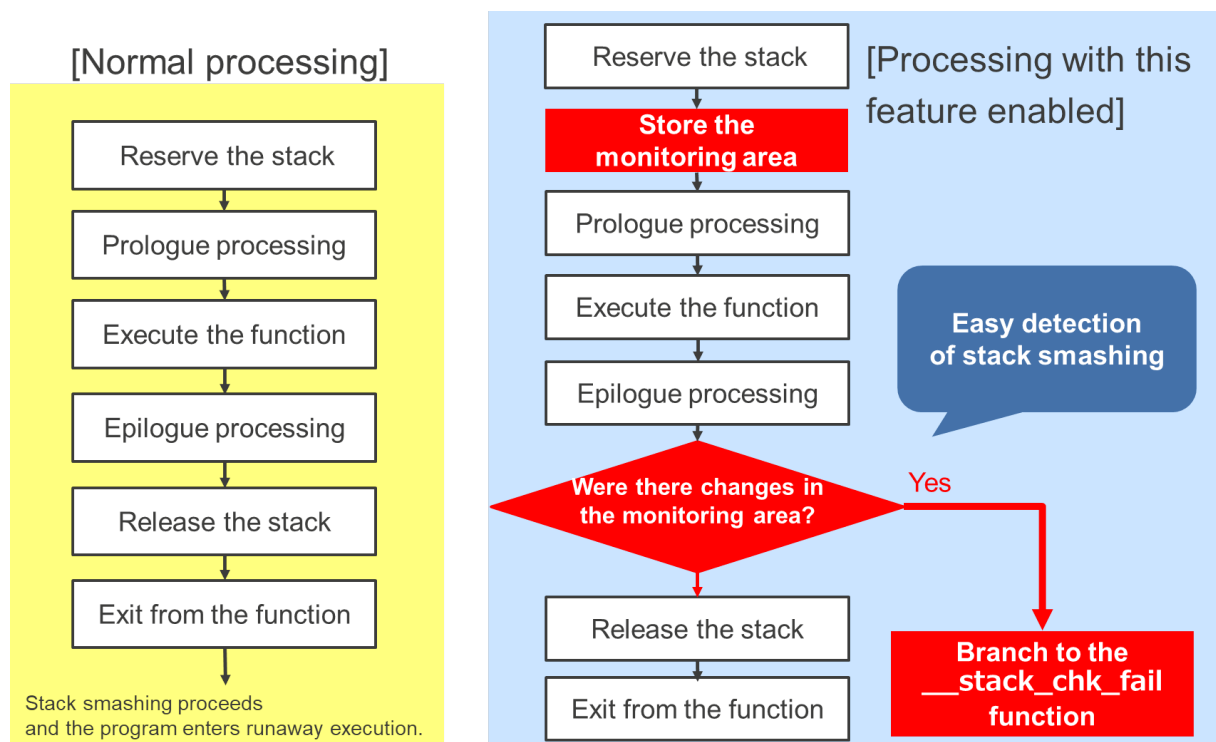 [Normal processing]
Reserve the stack
Prologue processing
Execute the function
Epilogue processing
Release the stack
Exit from the function
Stack smashing proceeds
and the program enters runaway execution.
[Processing with this
feature enabled]
Reserve the stack
Store the
monitoring area
Prologue processing
Execute the function
Epilogue processing
Easy detection
of stack smashing
Were there changes in
the monitoring area?
Yes
Release the stack
Exit from the function
Branch to the
__stack_chk_fail
function